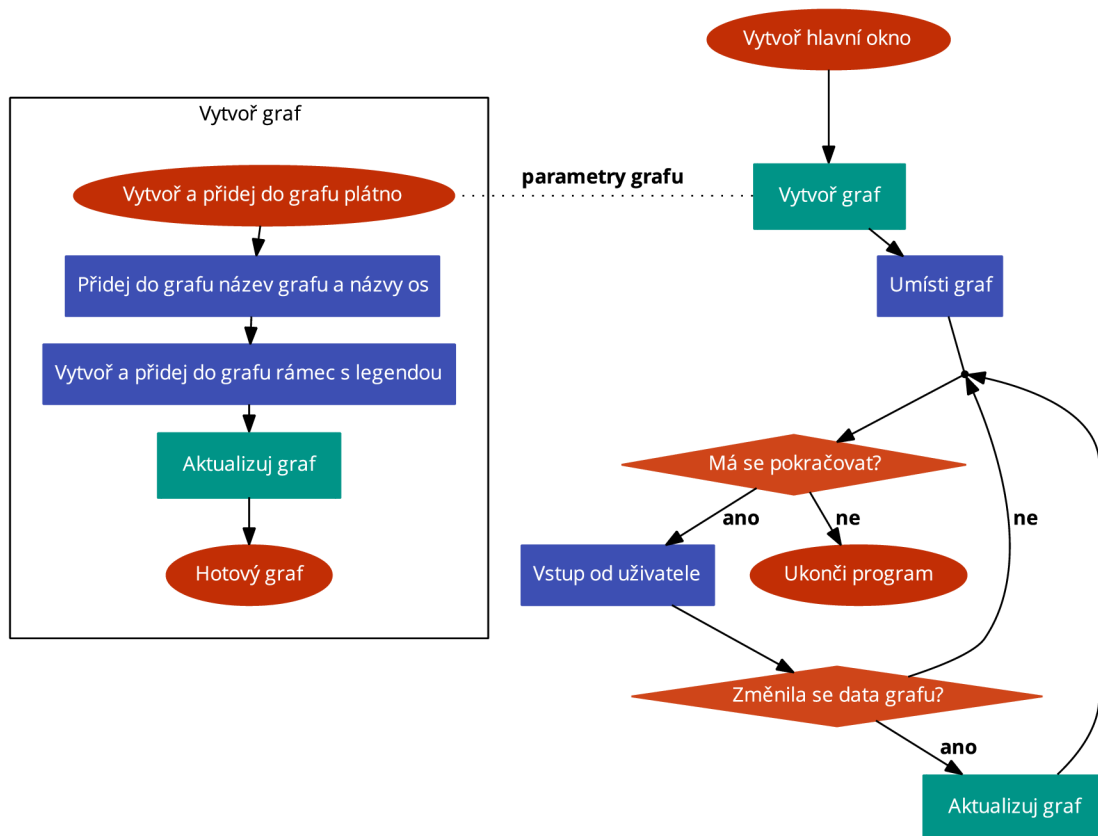 Vytvoř hlavní okno
Vytvoř graf
Vytvoř a přidej do grafu plátno
parametry grafu
Vytvoř graf
Přidej do grafu název grafu a názvy os
Umísti graf
Vytvoř a přidej do grafu rámec s legendou
Aktualizuj graf
Má se pokračovat?
ano
ne
ne
Hotový graf
Vstup od uživatele
Ukonči program
Změnila se data grafu?
ano
Aktualizuj graf